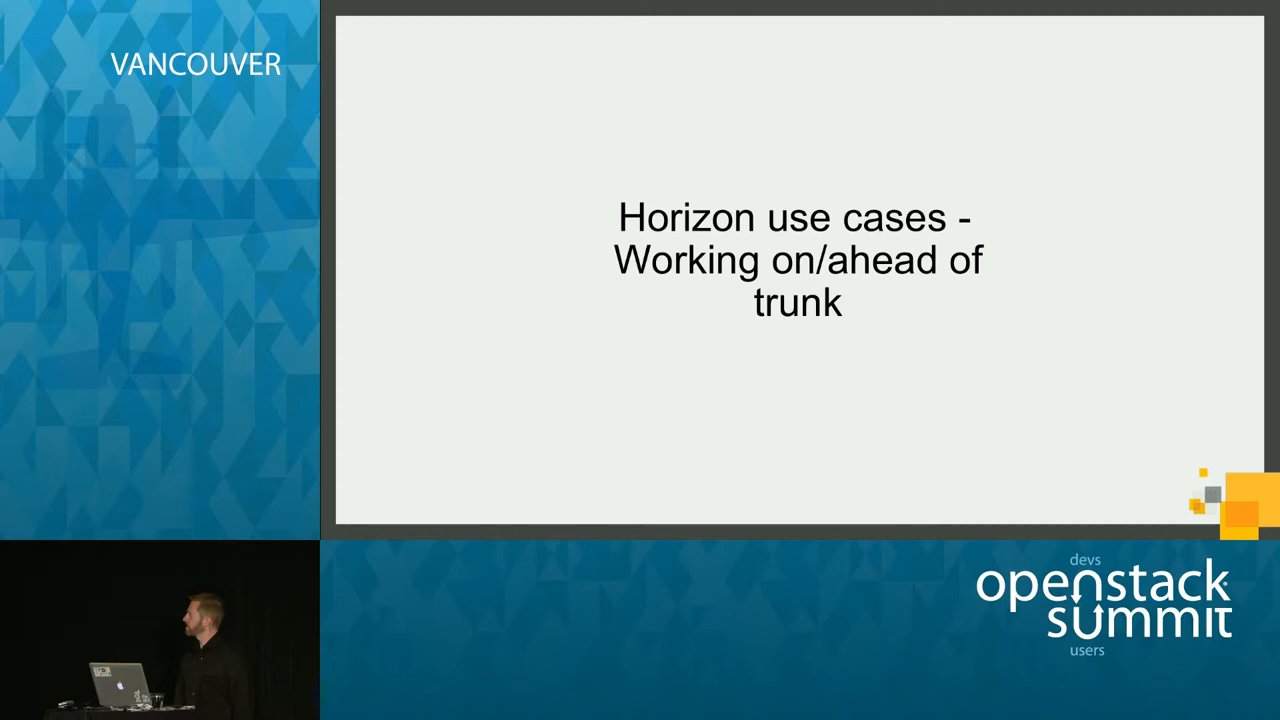 VANCOUVER
Horizon use cases -
Working on/ahead of
trunk
devs
openstack
summit
users